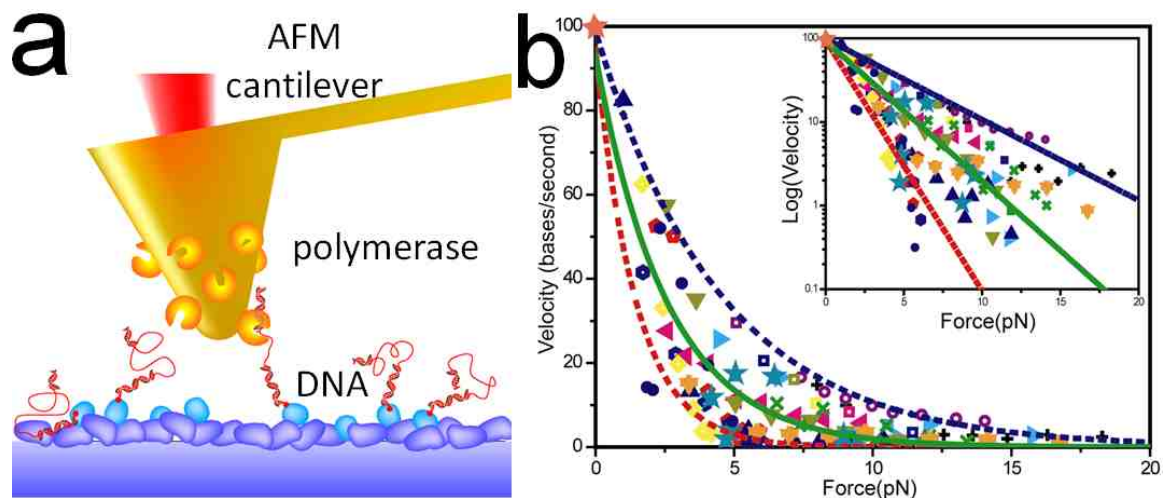 a
AFM
cantilever
polymerase
DNA
b
100
80
60
40
20
0
Velocity (bases/second)
0
5
10
15
20
Force(pN)
100
10
1
0.1
Log(Velocity)
0
5
10
15
20
Force(pN)